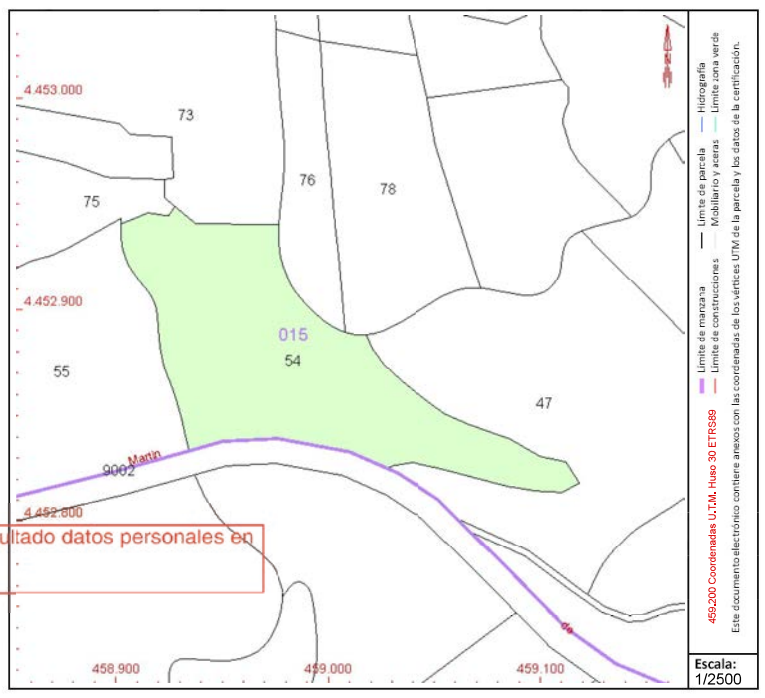 4.453.000
73
76
78
75
4.452.900
015
54
55
47
Martín
9002
4.452.800
ultado datos personales en
458.900
459.000
459.100
N
Límite de manzana
Límite de parcela
Hidrografía
Límite de construcciones
Mobiliario y aceras
Límite zona verde
459.200 Coordenadas U.T.M. Huso 30 ETRS89
Este documento electrónico contiene anexos con las coordenadas de los vértices UTM de la parcela y los datos de la certificación.
Escala:
1/2500